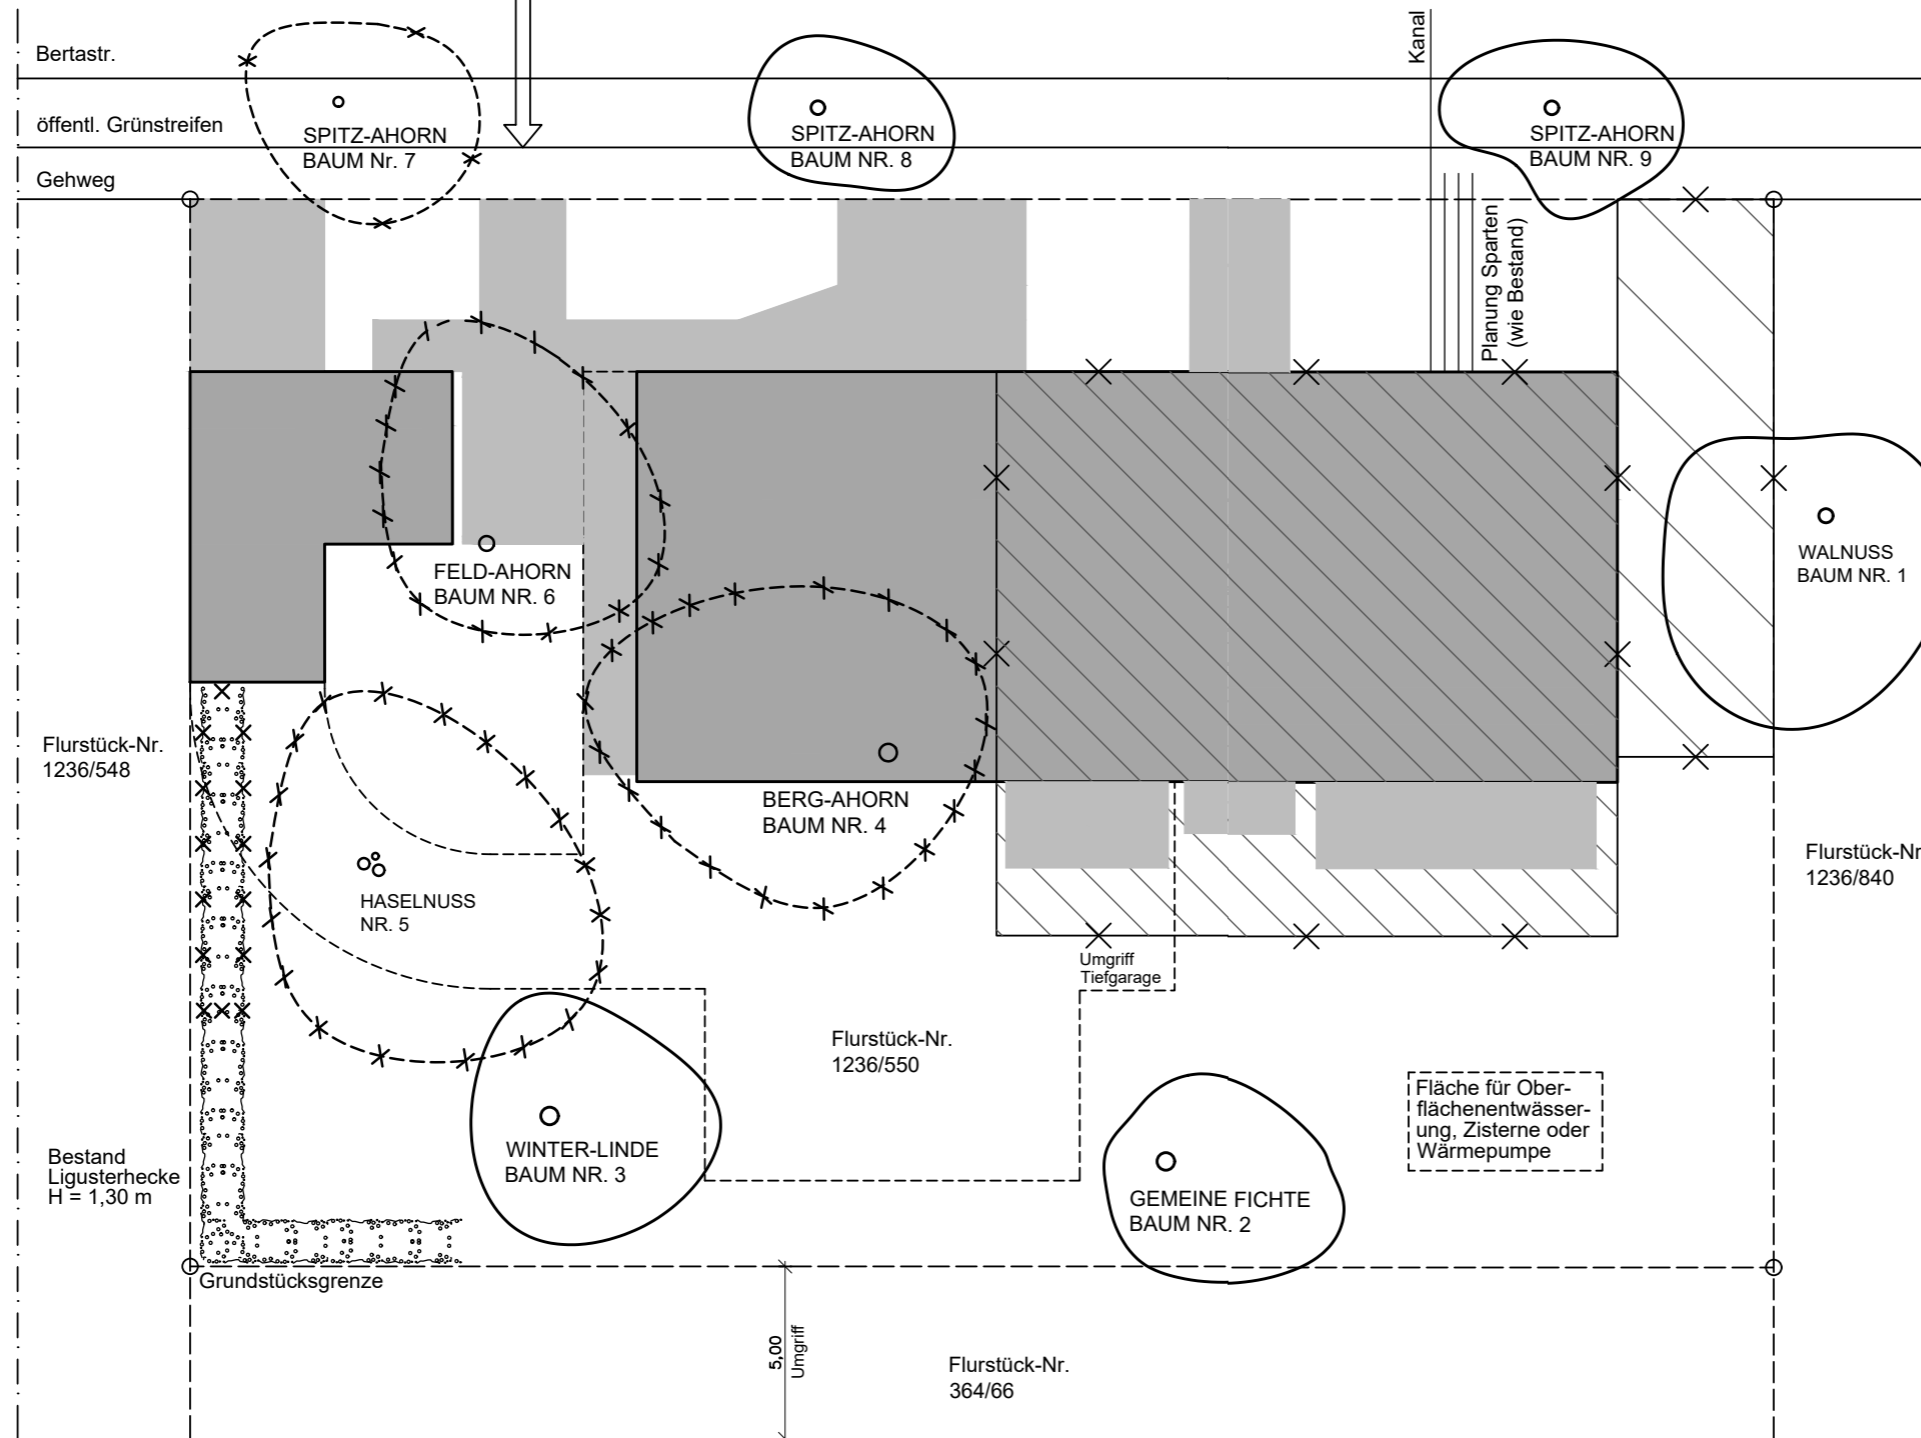 Bertastr.
öffentl. Grünstreifen
Gehweg
SPITZ-AHORN
BAUM Nr. 7
SPITZ-AHORN
BAUM NR. 8
Kanal
SPITZ-AHORN
BAUM NR. 9
Planung Sparten
(wie Bestand)
WALNUSS
BAUM NR. 1
FELD-AHORN
BAUM NR. 6
Flurstück-Nr.
1236/548
BERG-AHORN
BAUM NR. 4
Flurstück-Nr
1236/840
HASELNUSS
NR. 5
Umgriff
Tiefgarage
Flurstück-Nr.
1236/550
Fläche für Ober-
flächenentwässer-
ung, Zisterne oder
Wärmepumpe
Bestand
Ligusterhecke
H = 1,30 m
WINTER-LINDE
BAUM NR. 3
GEMEINE FICHTE
BAUM NR. 2
Grundstücksgrenze
5,00
Umgriff
Flurstück-Nr.
364/66